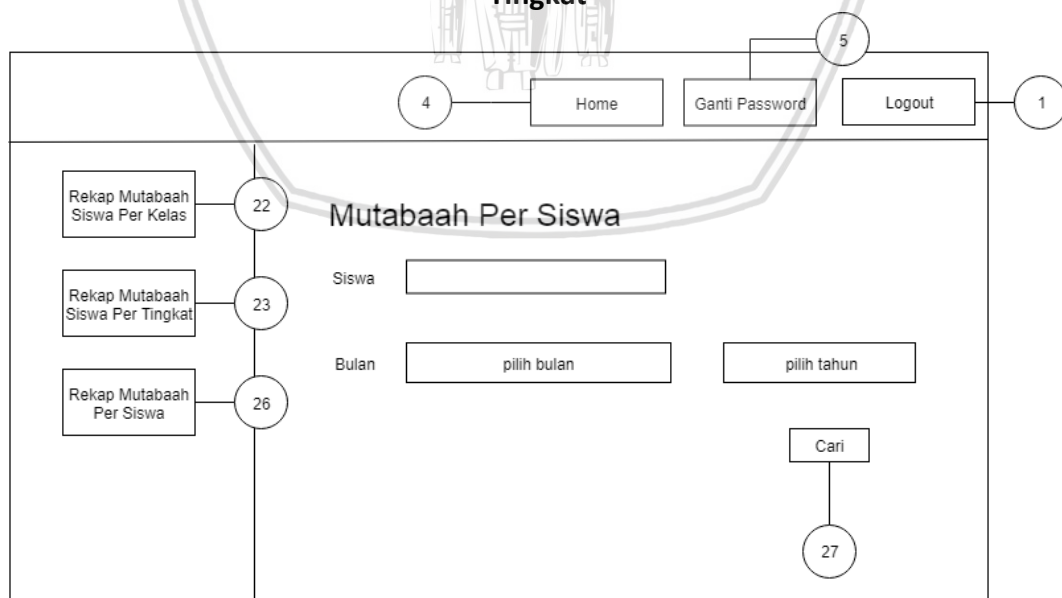 Tingkat
5
4
Home
Ganti Password
Logout
1
Rekap Mutabaah
Siswa Per Kelas
22
Mutabaah Per Siswa
Siswa
Rekap Mutabaah
Siswa Per Tingkat
23
Bulan
pilih bulan
pilih tahun
Rekap Mutabaah
Per Siswa
26
Cari
27